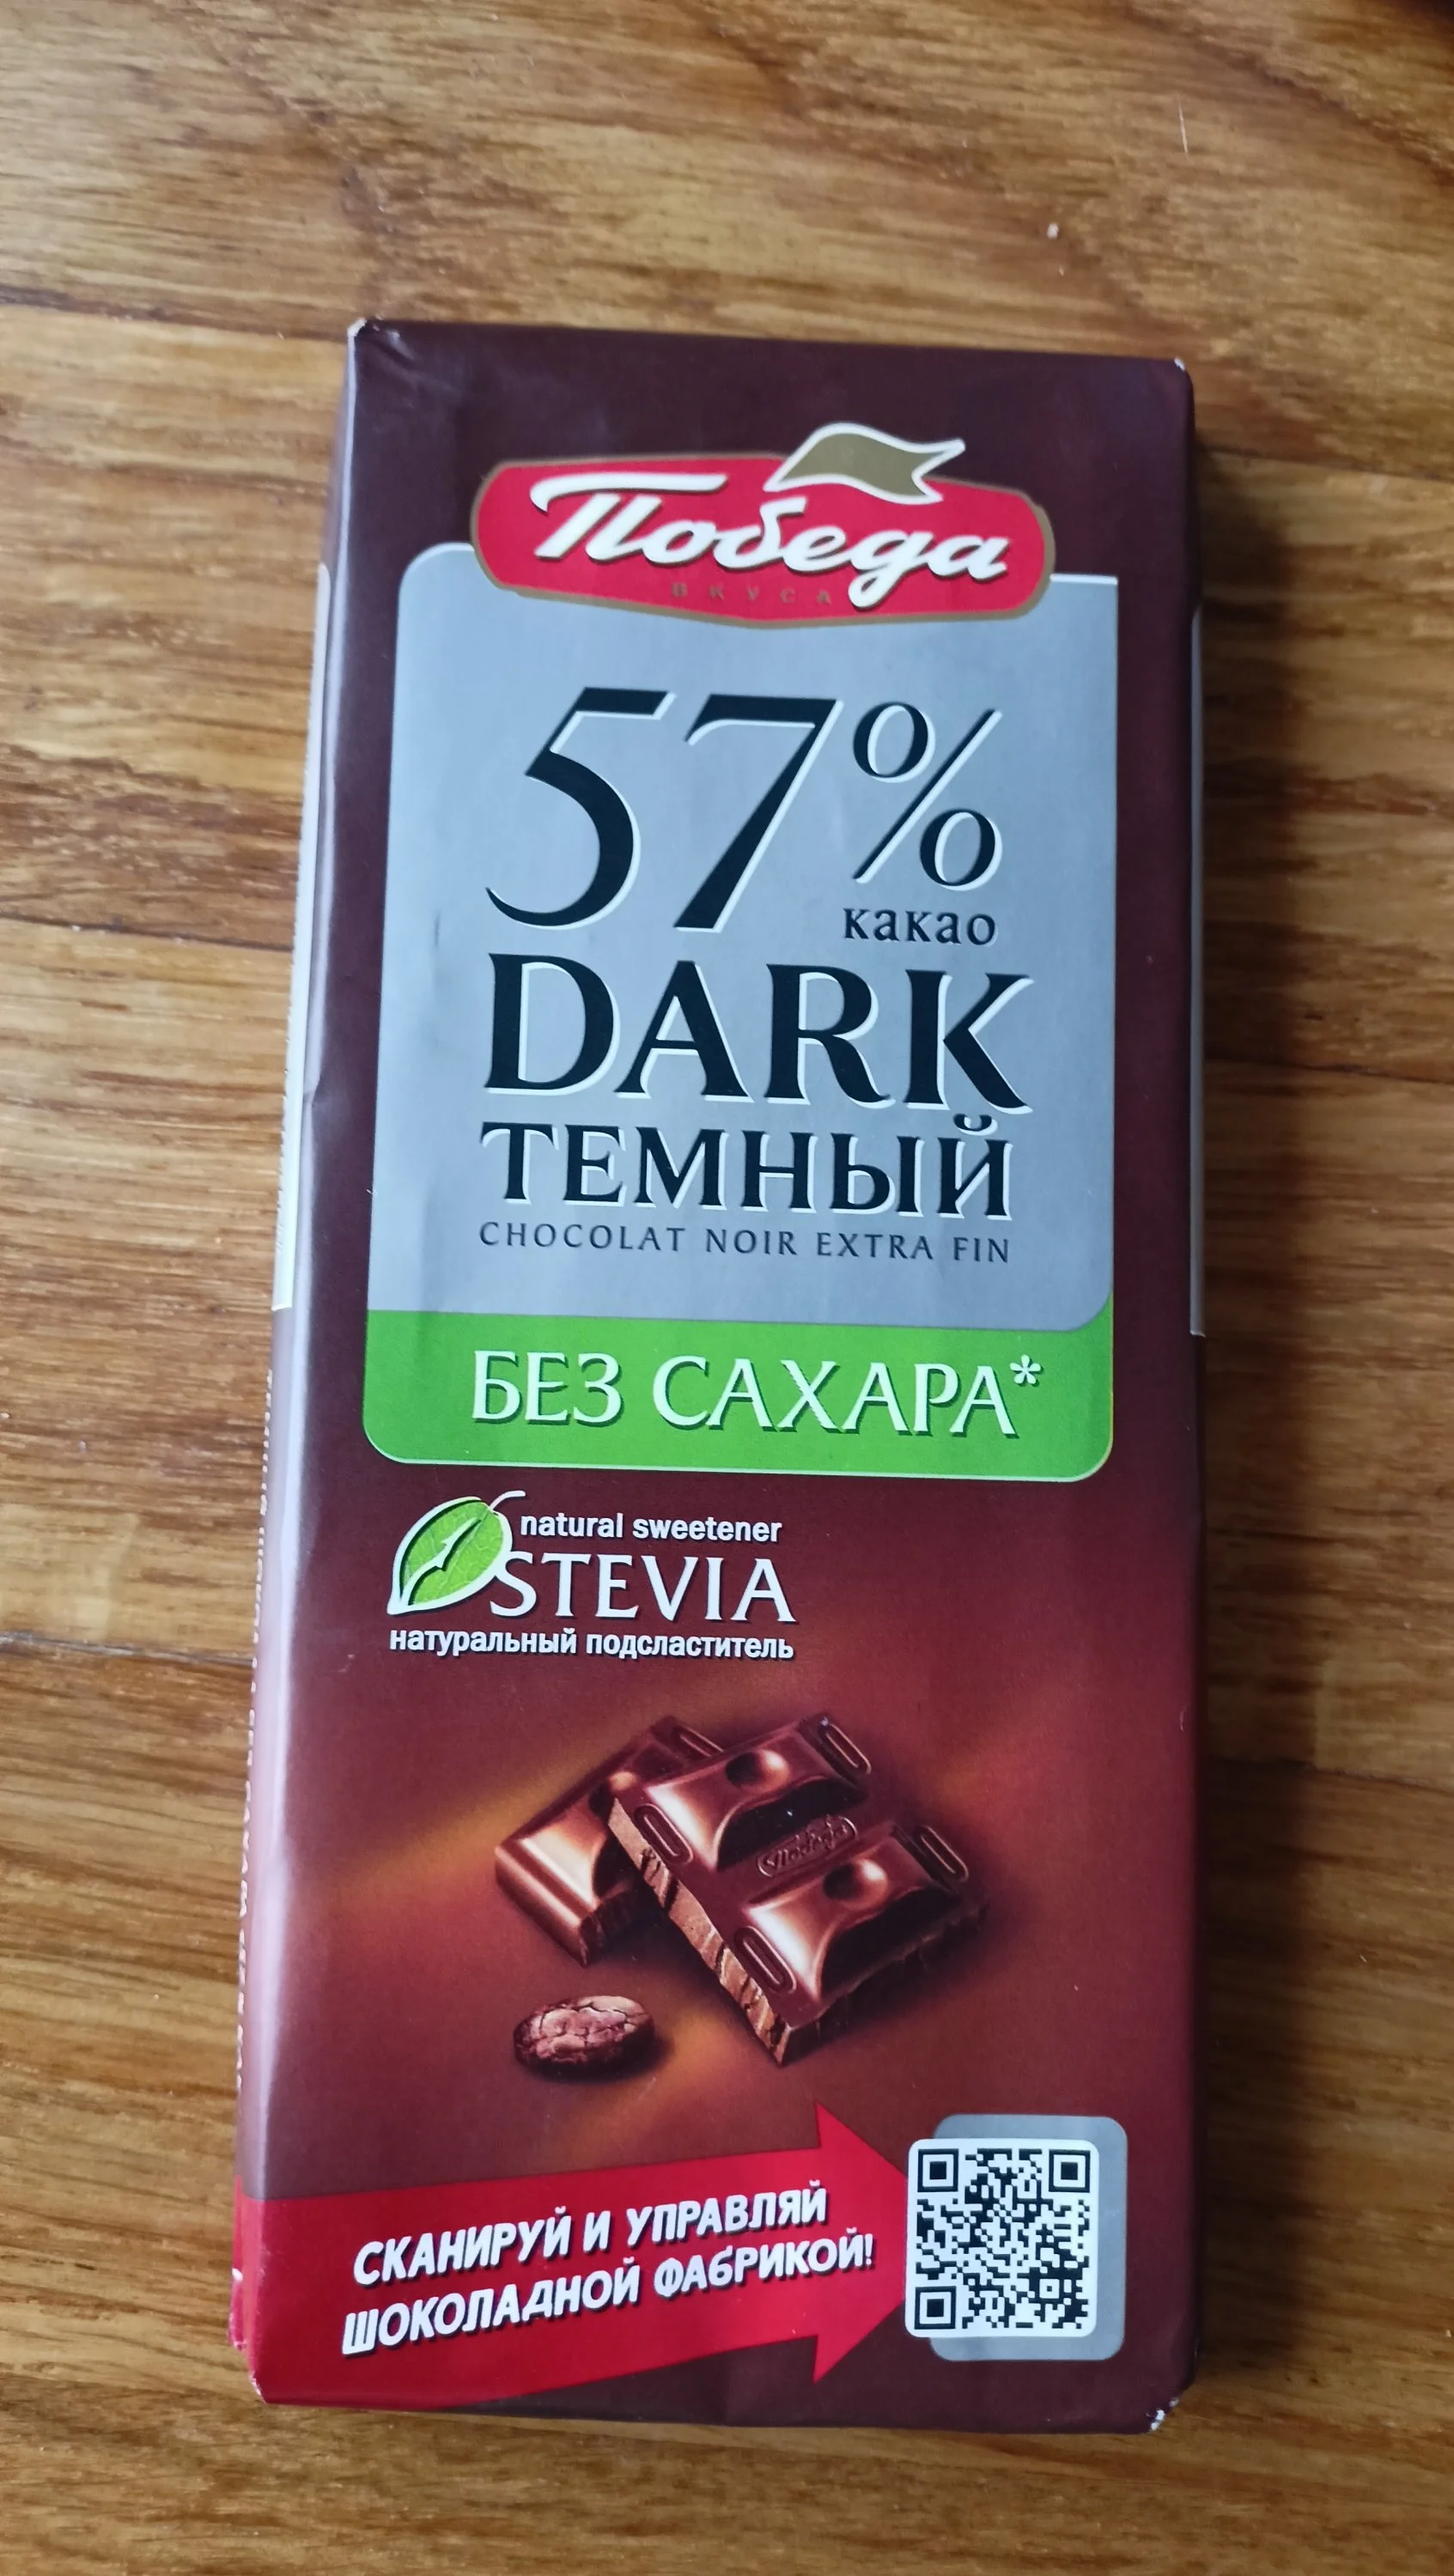 Победа
ВКУСА
57%
какао
DARK
ТЕМНЫЙ
CHOCOLAT NOIR EXTRA FIN
БЕЗ САХАРА*
natural sweetener
STEVIA
натуральный подсластитель
Победа
СКАНИРУЙ И УПРАВЛЯЙ
ШОКОЛАДНОЙ ФАБРИКОЙ!